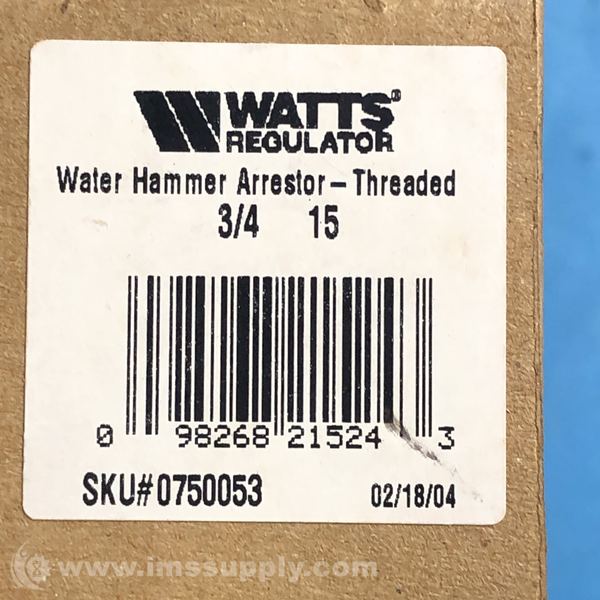 WATTS®
REGULATOR
Water Hammer Arrestor – Threaded
3/4 15
0 98268 21524 3
SKU#0750053 02/18/04
www.imssupply.com